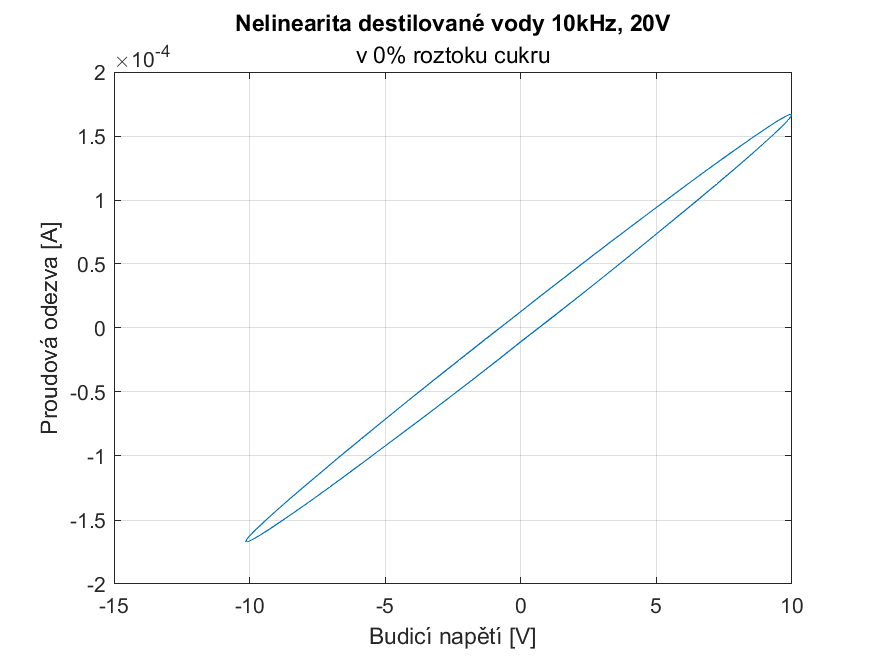 Nelinearita destilované vody 10kHz, 20V
v 0% roztoku cukru
×10-4
2
1.5
1
0.5
0
-0.5
-1
-1.5
-2
Proudová odezva [A]
-15 -10 -5 0 5 10
Budicí napětí [V]